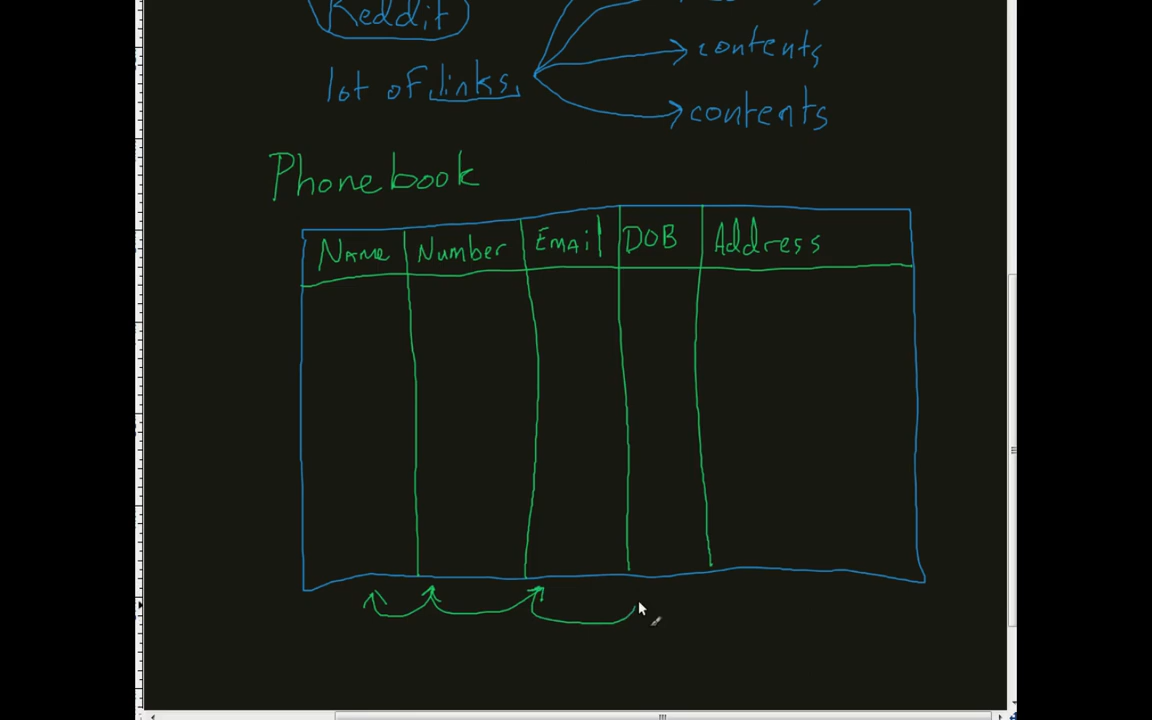 Reddit
lot of links
contents
contents
Phonebook
Name Number Email DOB Address